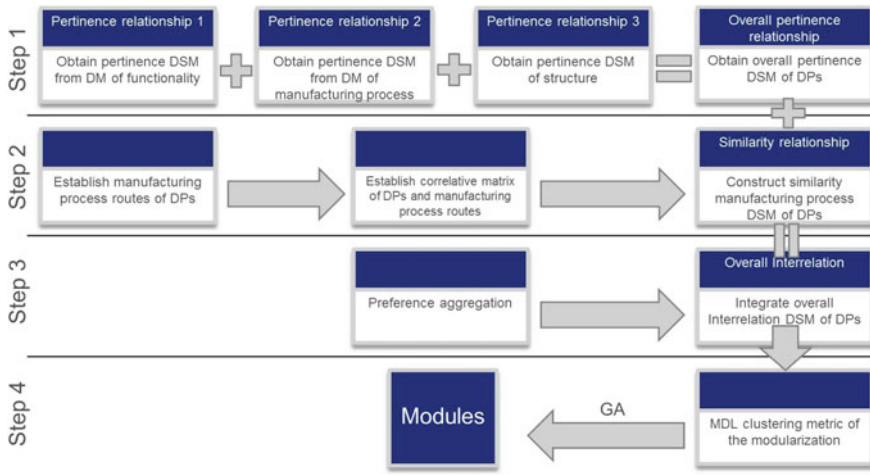 Step 1
Pertinence relationship 1
Obtain pertinence DSM
from DM of functionality
Pertinence relationship 2
Obtain pertinence DSM
from DM of
manufacturing process
Pertinence relationship 3
Obtain pertinence DSM
of structure
Overall pertinence
relationship
Obtain overall pertinence
DSM of DPs
Step 2
Establish manufacturing
process routes of DPs
Establish correlative matrix
of DPs and manufacturing
process routes
Similarity relationship
Construct similarity
manufacturing process
DSM of DPs
Step 3
Preference aggregation
Overall Interrelation
Integrate overall
Interrelation DSM of DPs
Step 4
Modules
GA
MDL clustering metric of
the modularization